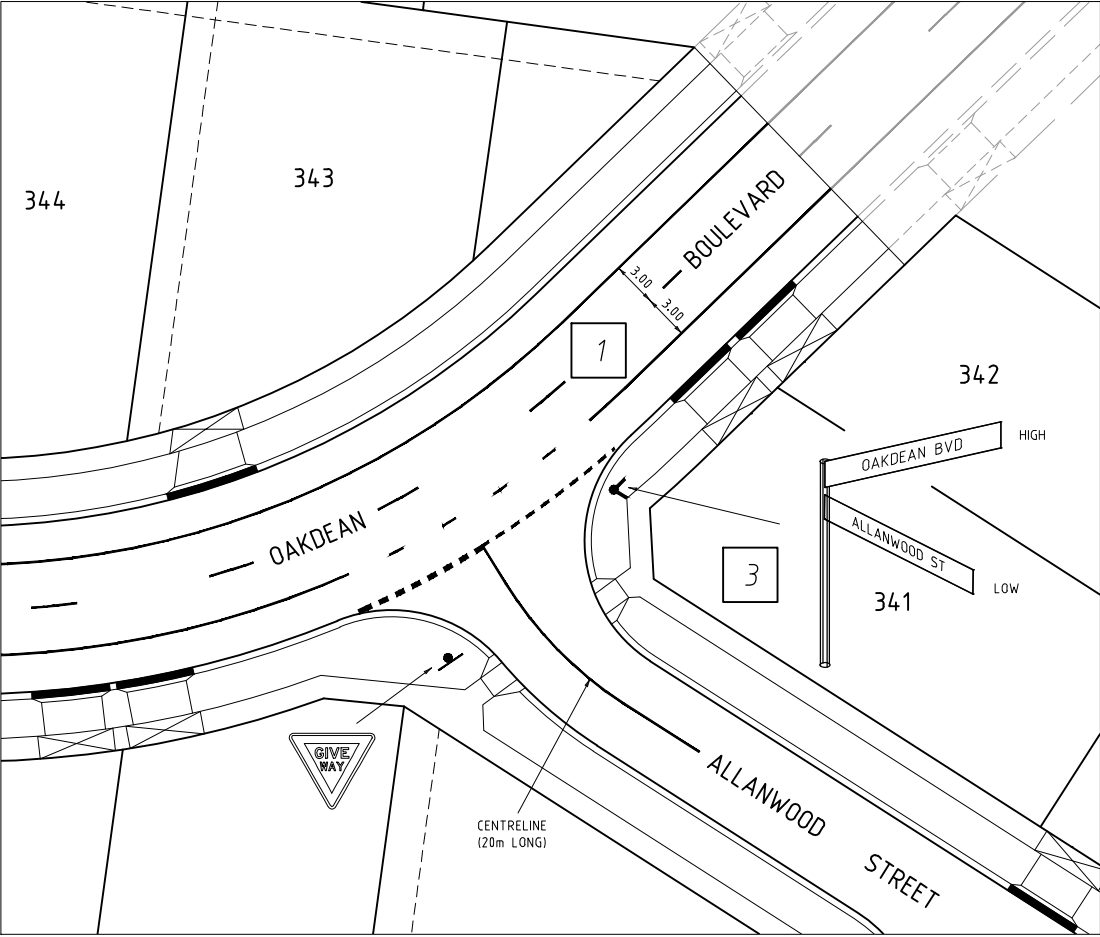 344
343
BOULEVARD
3.00
3.00
1
342
OAKDEAN BVD
HIGH
ALLANWOOD ST
LOW
OAKDEAN
3
341
GIVE
WAY
CENTRELINE
(20m LONG)
ALLANWOOD
STREET